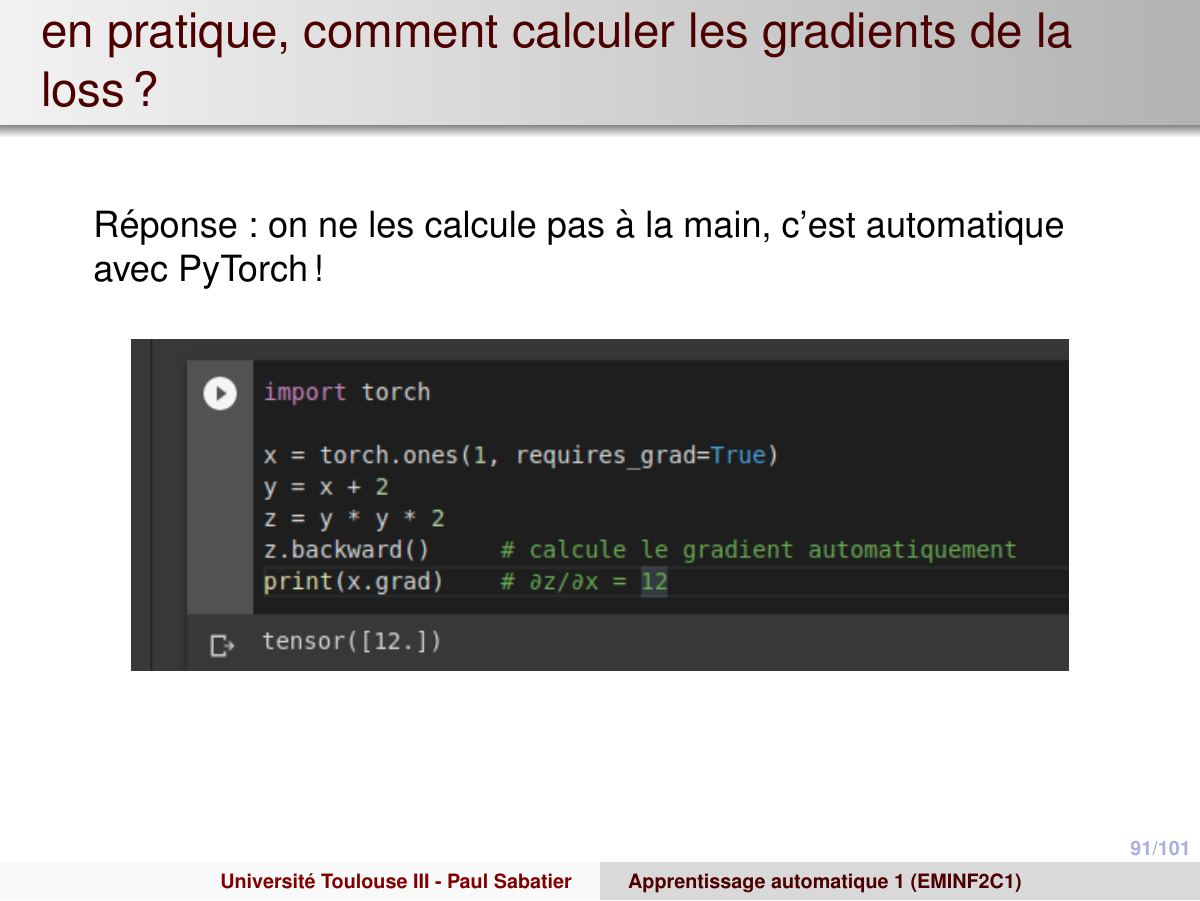 en pratique, comment calculer les gradients de la
loss ?
Réponse : on ne les calcule pas à la main, c'est automatique
avec PyTorch !
import torch
x = torch.ones(1, requires_grad=True)
y = x + 2
z = y * y * 2
z.backward()     # calcule le gradient automatiquement
print(x.grad)    # ∂z/∂x = 12
tensor([12.])
91/101
Université Toulouse III - Paul Sabatier
Apprentissage automatique 1 (EMINF2C1)